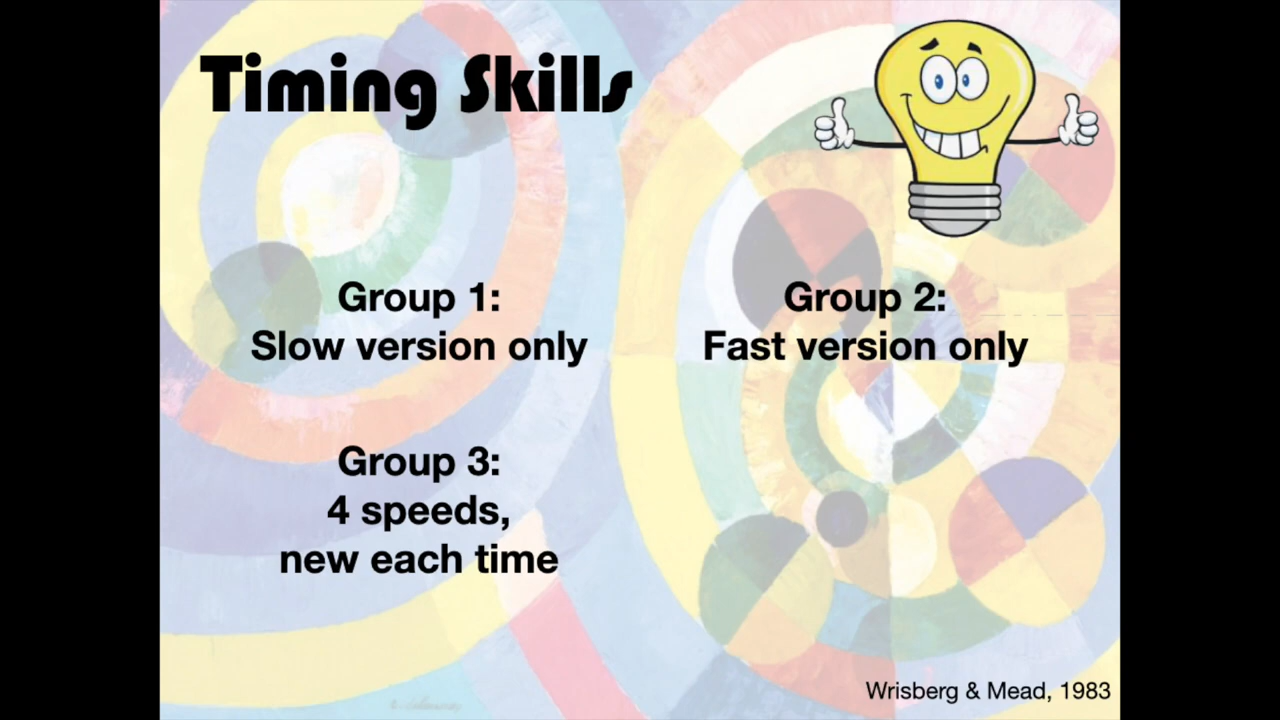 Timing Skills
Group 1:
Slow version only
Group 2:
Fast version only
Group 3:
4 speeds,
new each time
Wrisberg & Mead, 1983